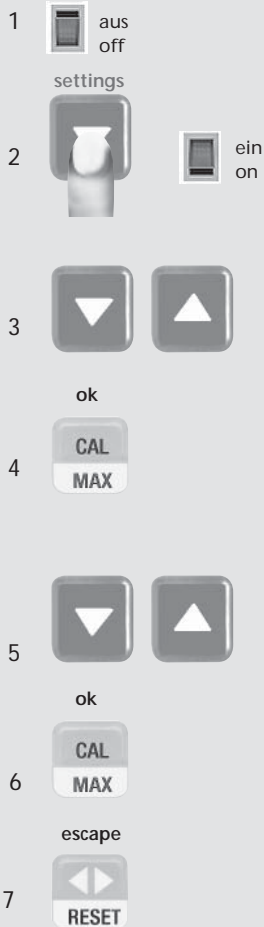 1 aus
off
settings
2 ein
on
3
ok
4 CAL
MAX
5
ok
6 CAL
MAX
escape
7 RESET